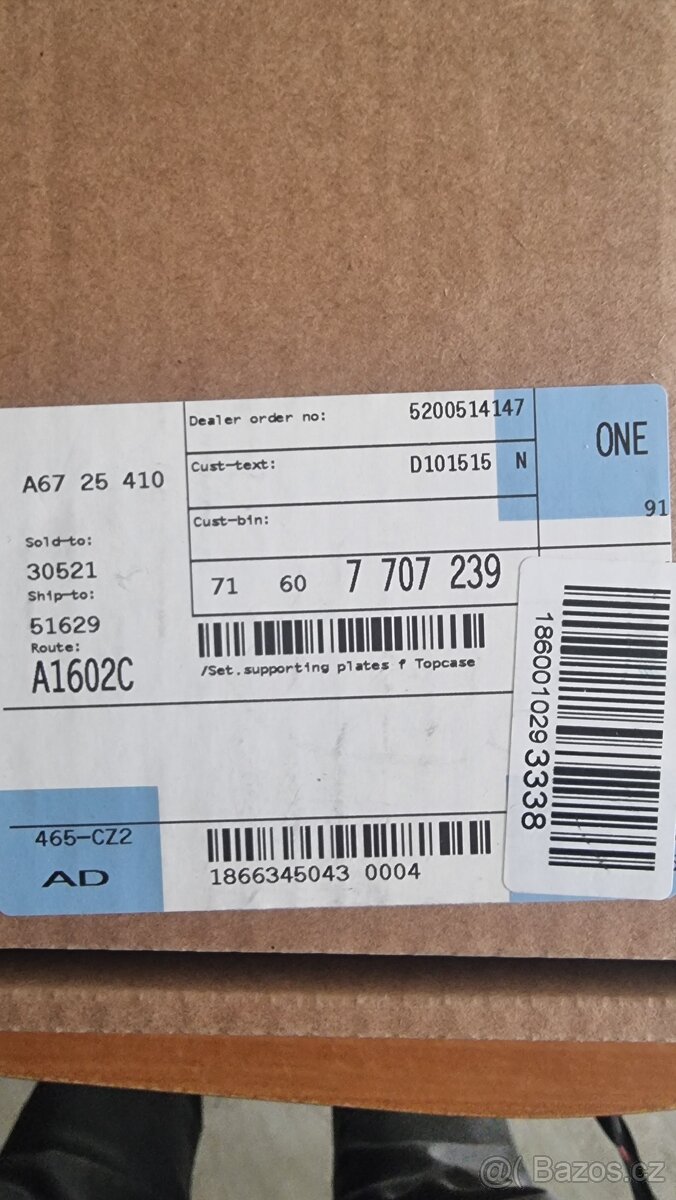 Dealer order no: 5200514147
ONE
Cust-text: D101515 N
A67 25 410
91
Cust-bin:
Sold-to:
30521
71 60 7 707 239
Ship-to:
51629
Route:
A1602C
/Set.supporting plates f Topcase
186001029 3338
465-CZ2
AD
1866345043 0004
@( Bazos.cz